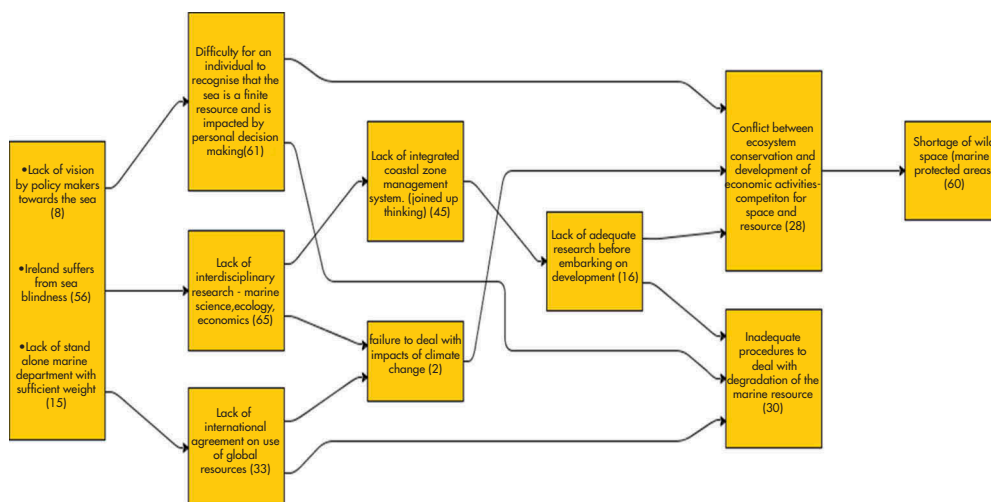 •Lack of vision
by policy makers
towards the sea
(8)
•Ireland suffers
from sea
blindness (56)
•Lack of stand
alone marine
department with
sufficient weight
(15)
Difficulty for an
individual to
recognise that the
sea is a finite
resource and is
impacted by
personal decision
making(61)
Lack of
interdisciplinary
research - marine
science,ecology,
economics (65)
Lack of
international
agreement on use
of global
resources (33)
Lack of integrated
coastal zone
management
system. (joined up
thinking) (45)
failure to deal with
impacts of climate
change (2)
Lack of adequate
research before
embarking on
development (16)
Conflict between
ecosystem
conservation and
development of
economic activities-
competiton for
space and
resource (28)
Inadequate
procedures to
deal with
degradation of the
marine resource
(30)
Shortage of wild
space (marine
protected areas)
(60)